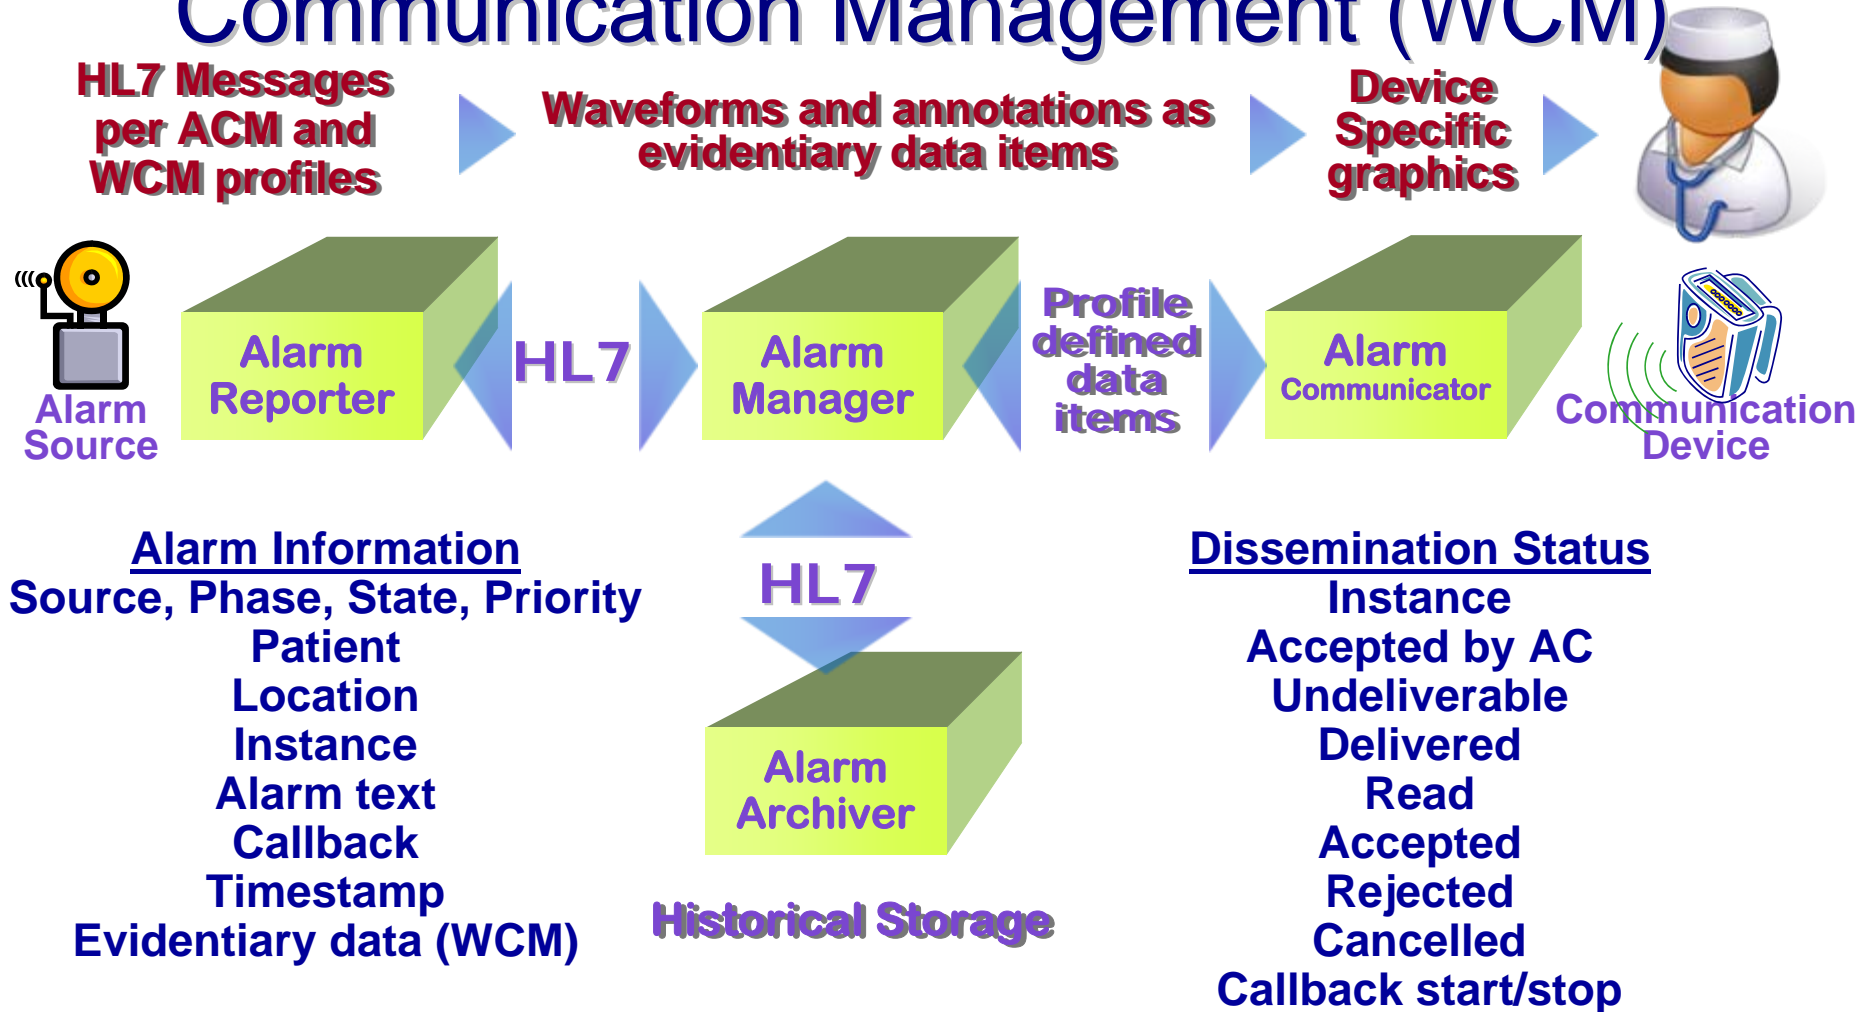 Communication Management (WCM)
HL7 Messages
per ACM and
WCM profiles
Waveforms and annotations as
evidentiary data items
Device
Specific
graphics
Alarm
Source
Alarm
Reporter
HL7
Alarm
Manager
Profile
defined
data
items
Alarm
Communicator
Communication
Device
Alarm Information
Source, Phase, State, Priority
Patient
Location
Instance
Alarm text
Callback
Timestamp
Evidentiary data (WCM)
HL7
Alarm
Archiver
Historical Storage
Dissemination Status
Instance
Accepted by AC
Undeliverable
Delivered
Read
Accepted
Rejected
Cancelled
Callback start/stop